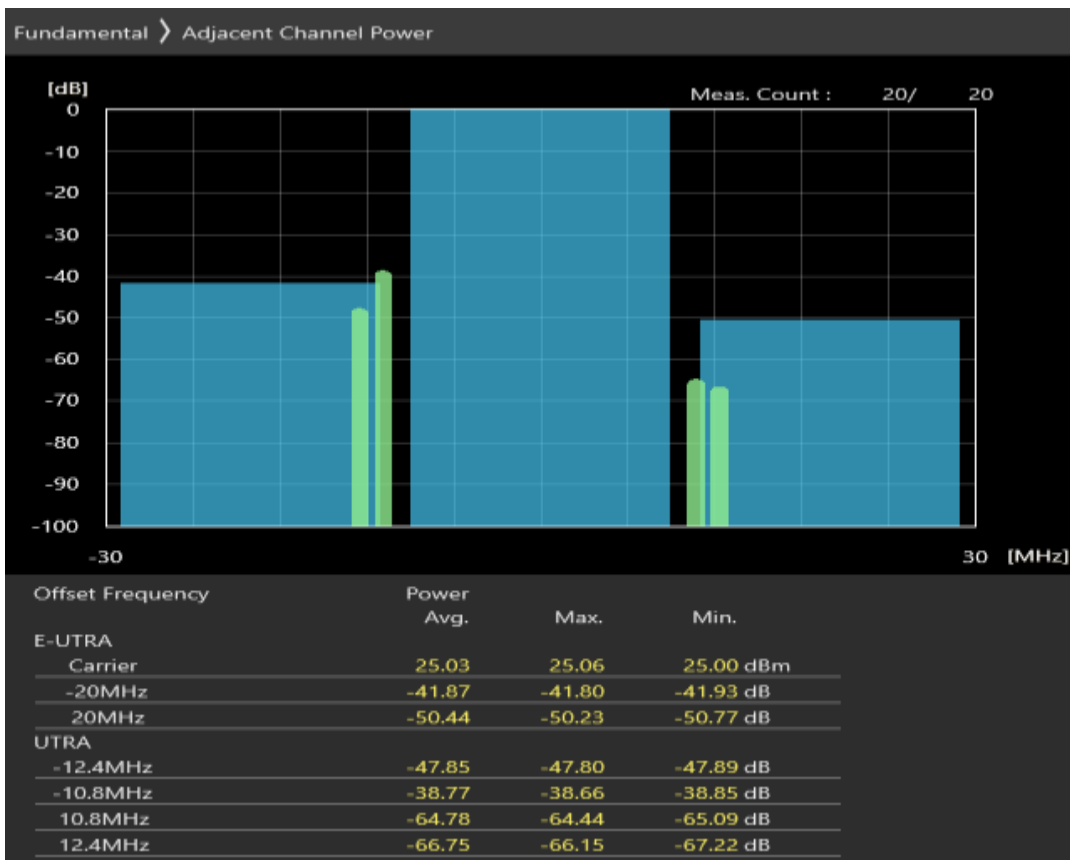 Fundamental ❯ Adjacent Channel Power
[dB]
Meas. Count : 20/ 20
0
-10
-20
-30
-40
-50
-60
-70
-80
-90
-100
-30 30 [MHz]
Offset Frequency Power
Avg. Max. Min.
E-UTRA
Carrier 25.03 25.06 25.00 dBm
-20MHz -41.87 -41.80 -41.93 dB
20MHz -50.44 -50.23 -50.77 dB
UTRA
-12.4MHz -47.85 -47.80 -47.89 dB
-10.8MHz -38.77 -38.66 -38.85 dB
10.8MHz -64.78 -64.44 -65.09 dB
12.4MHz -66.75 -66.15 -67.22 dB